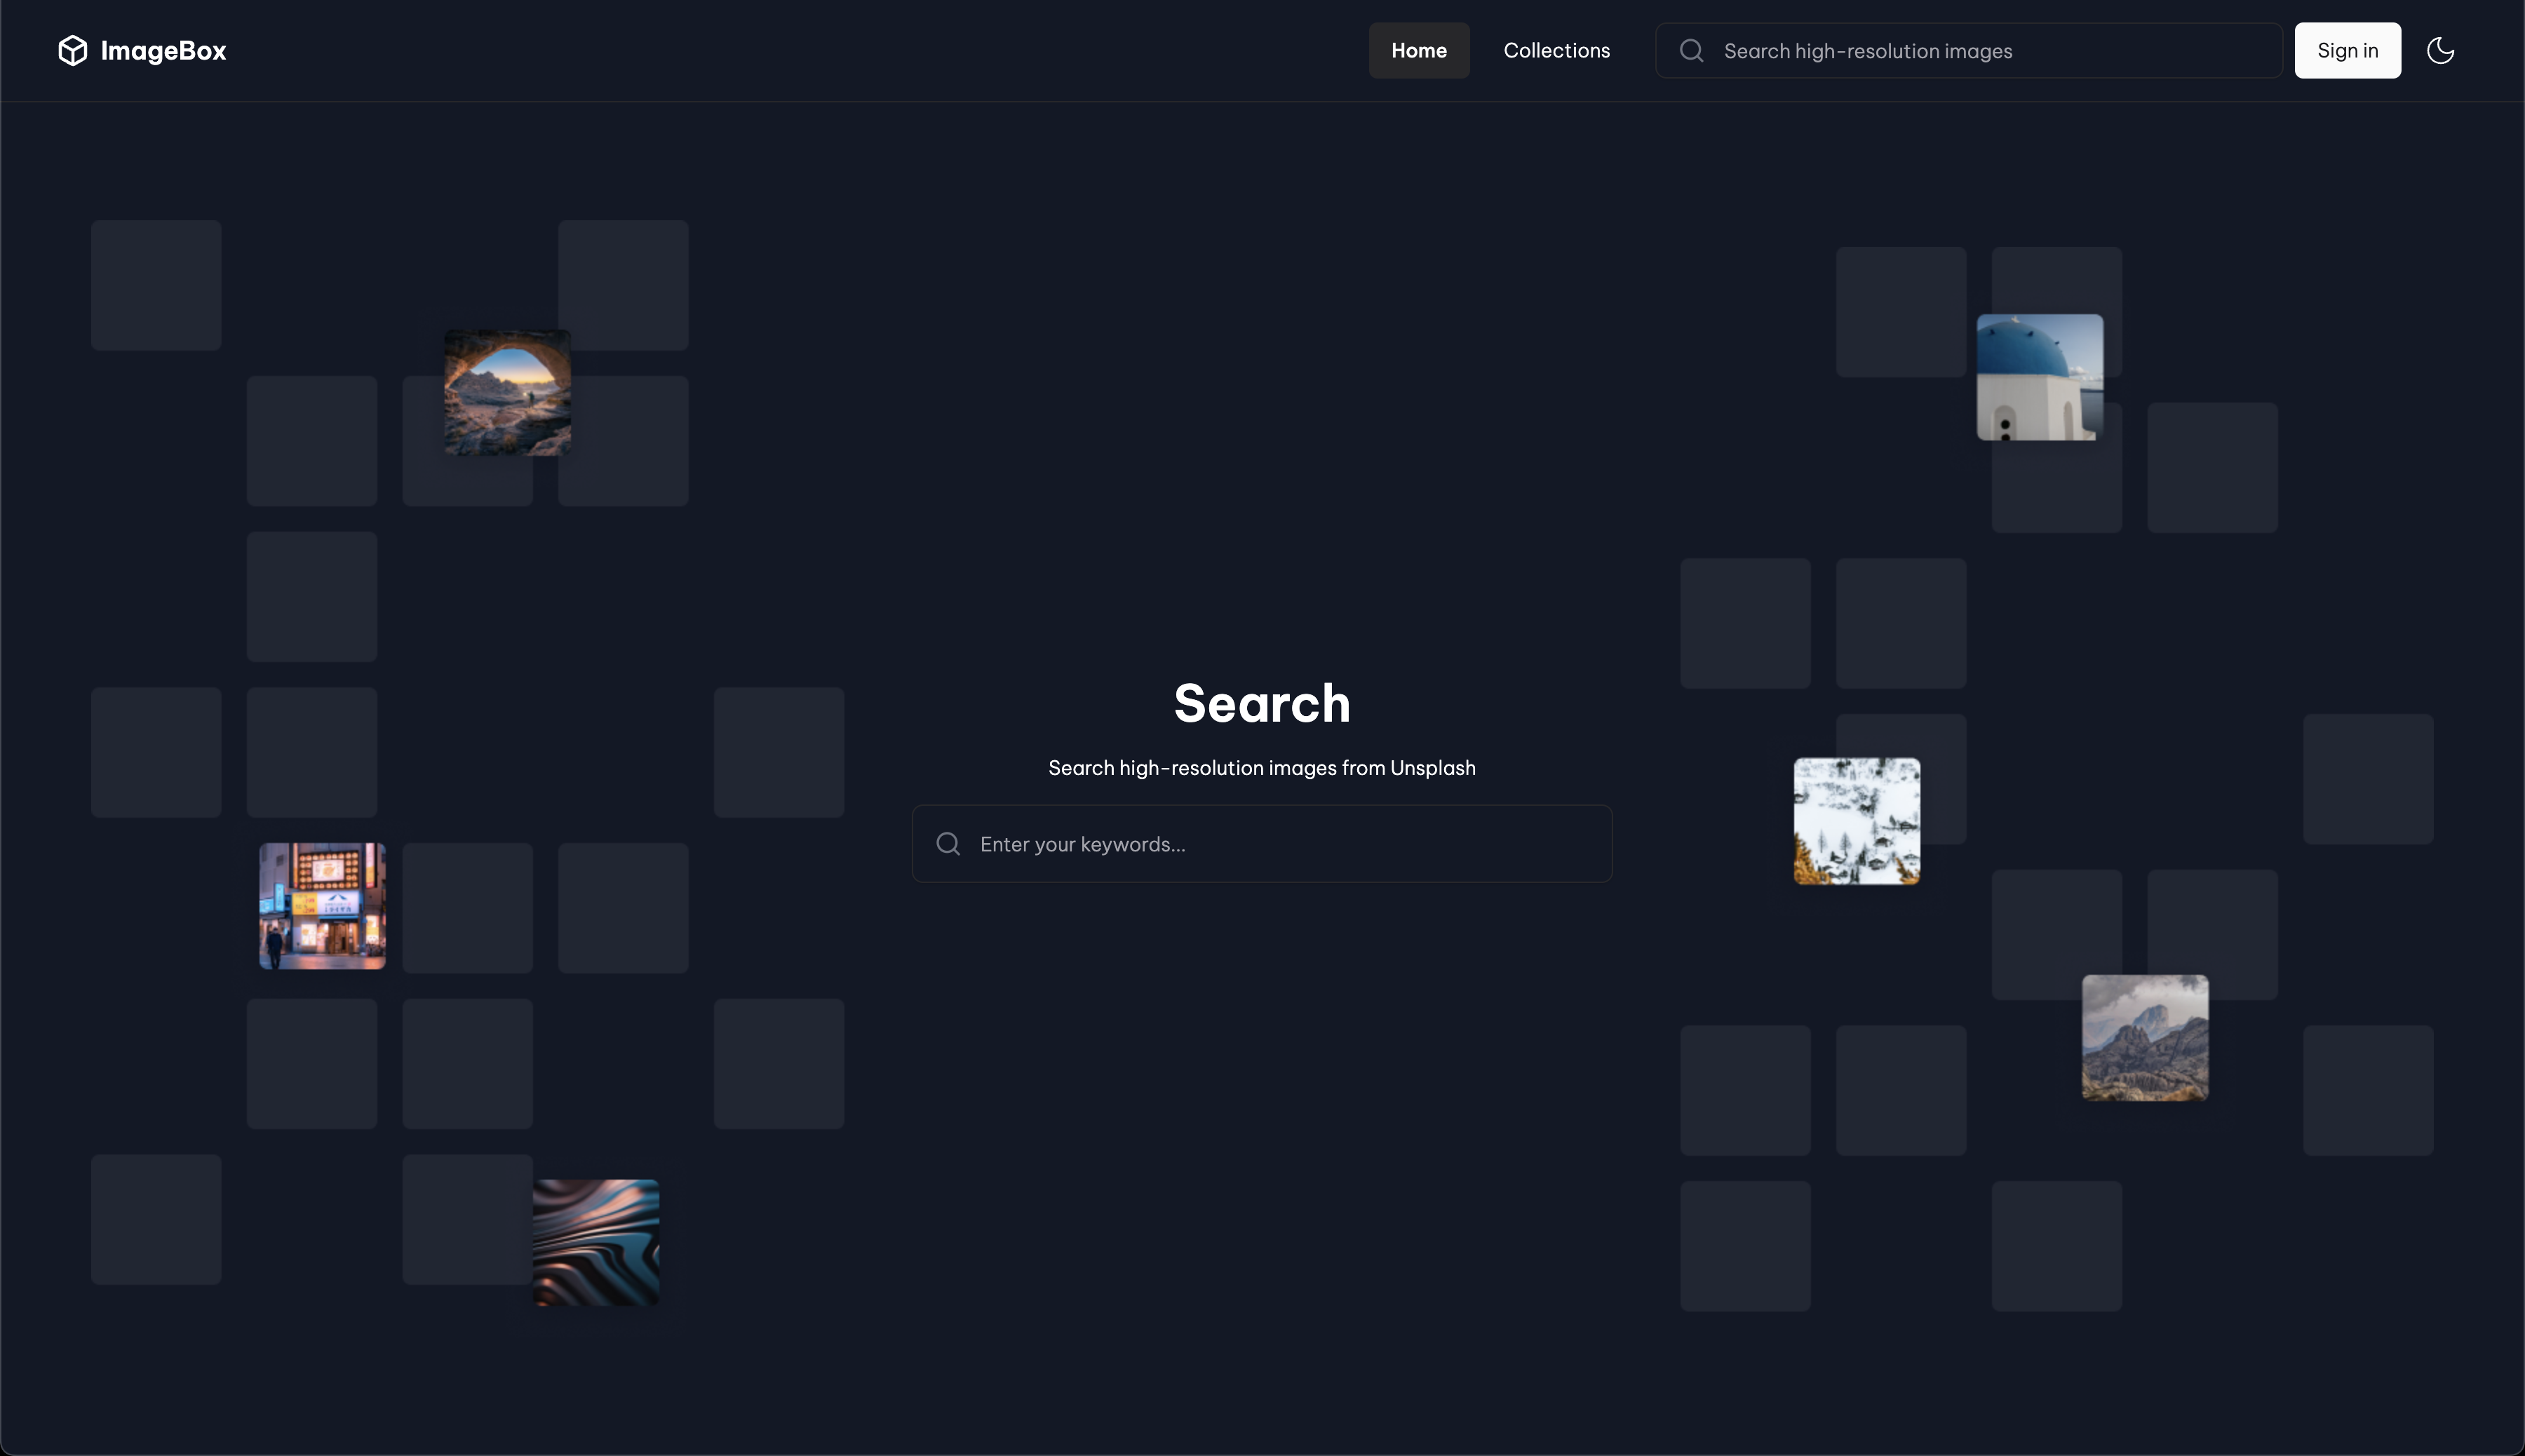 ImageBox
Home
Collections
Search high-resolution images
Sign in
Search
Search high-resolution images from Unsplash
Enter your keywords...